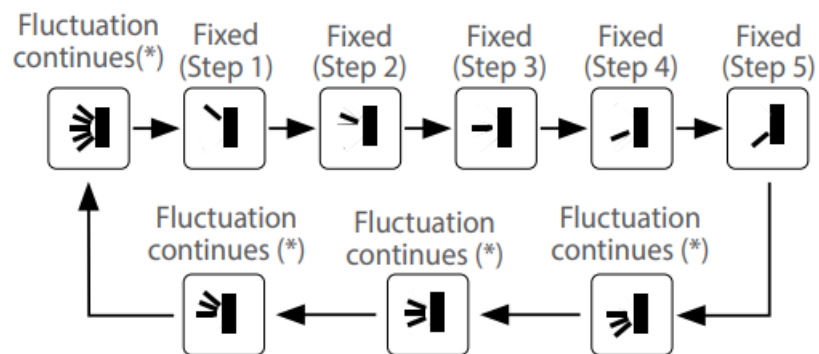 Fluctuation
continues(*)
Fixed
(Step 1)
Fixed
(Step 2)
Fixed
(Step 3)
Fixed
(Step 4)
Fixed
(Step 5)
Fluctuation
continues (*)
Fluctuation
continues (*)
Fluctuation
continues (*)